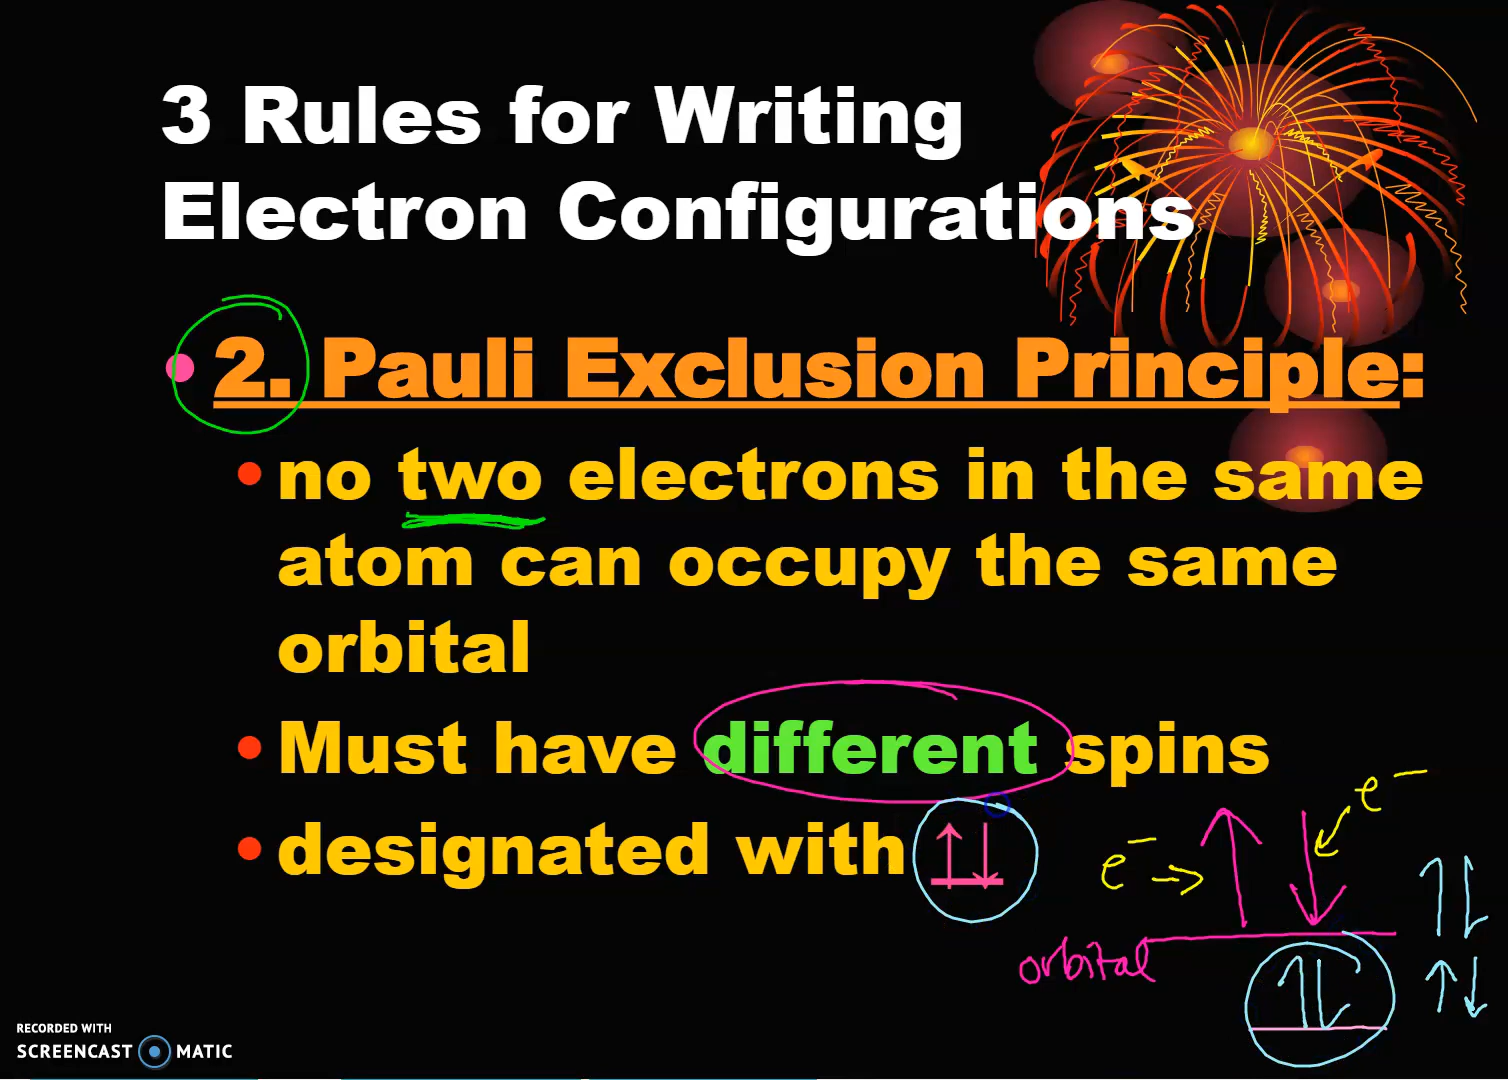 3 Rules for Writing
Electron Configurations
• 2. Pauli Exclusion Principle:
• no two electrons in the same
atom can occupy the same
orbital
• Must have different spins
• designated with ↑↓
e⁻
e⁻ →
↑ ↓
orbital
↿⇂
↿⇂
↑↓
RECORDED WITH
SCREENCAST MATIC